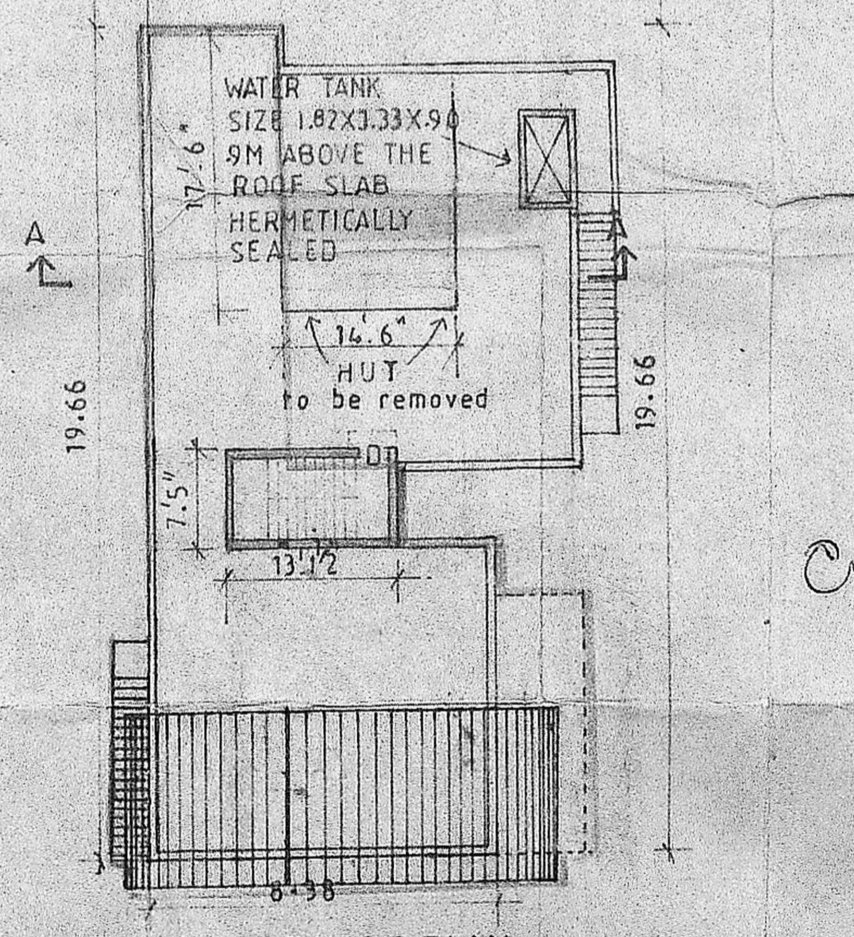 WATER TANK
SIZE 1.82X3.33X.90
.9M ABOVE THE
ROOF SLAB
HERMETICALLY
SEALED
17'.6"
A
A
14'.6"
HUT
to be removed
19.66
19.66
7'.5"
13'.1½
8.38